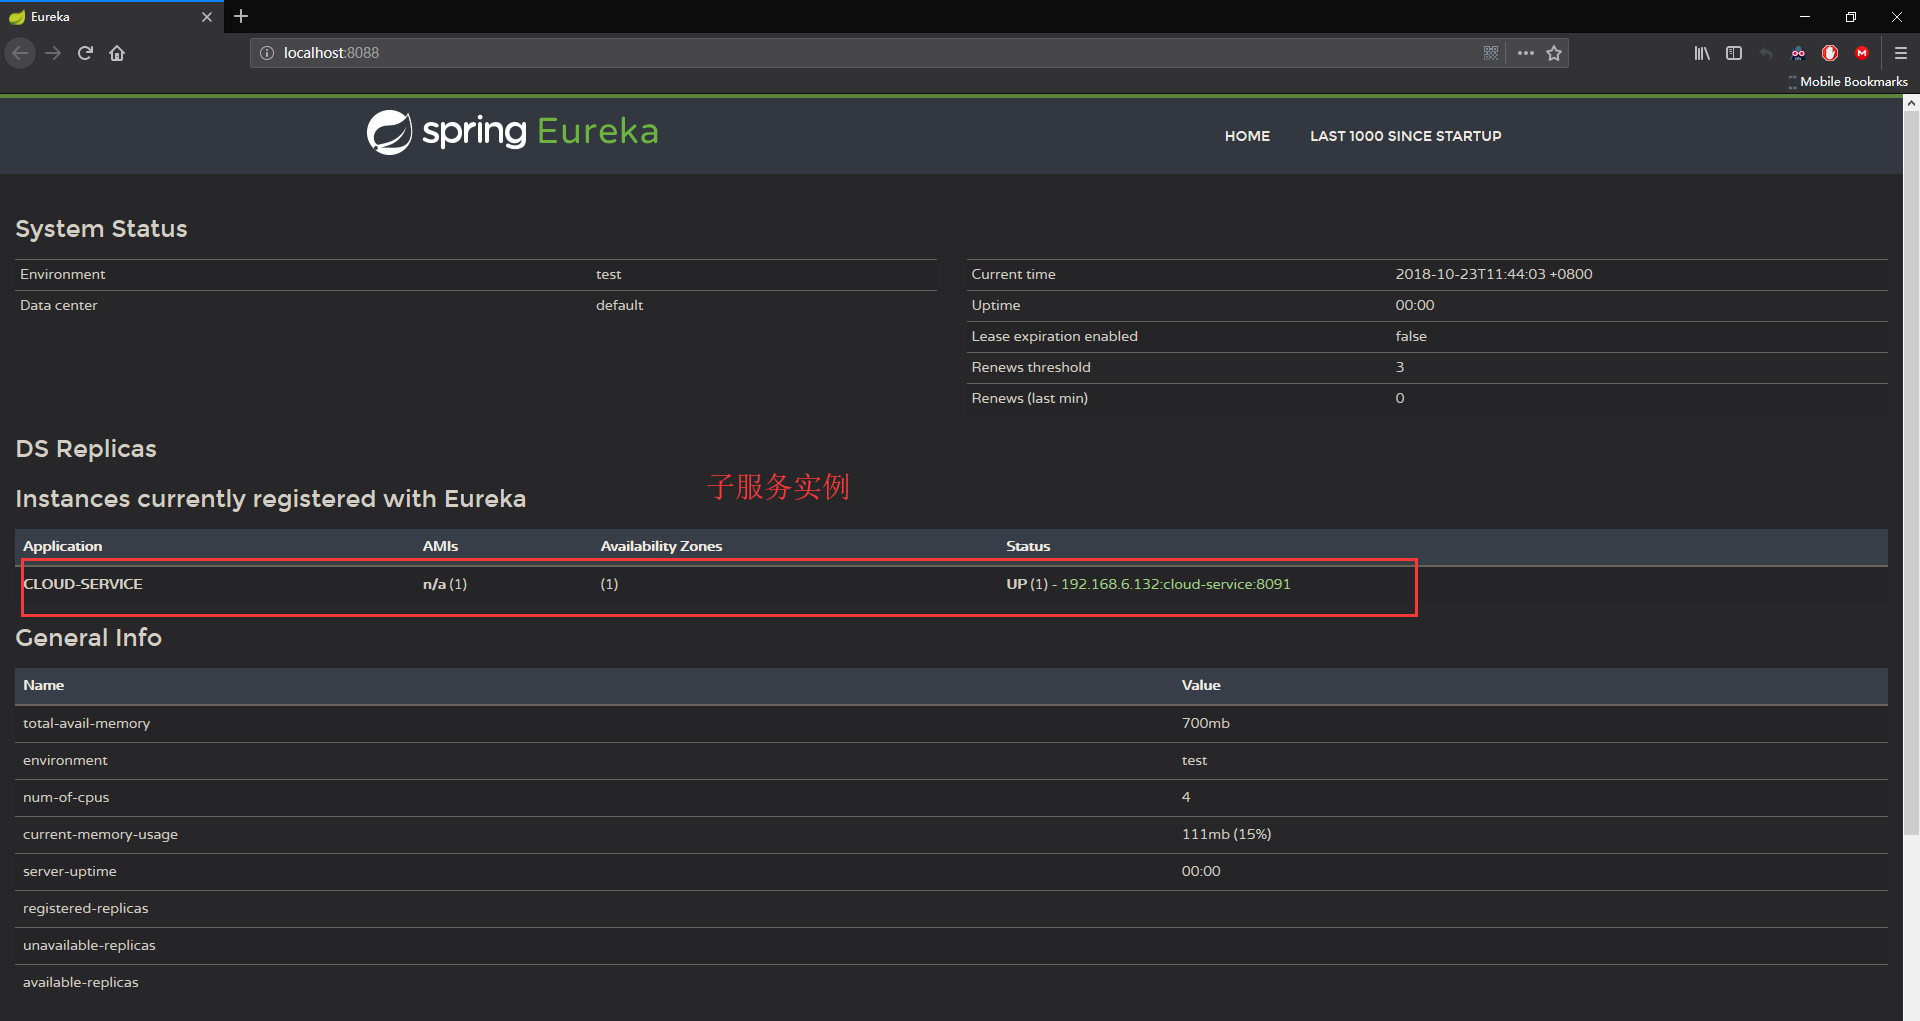 Eureka
localhost:8088
Mobile Bookmarks
spring Eureka
HOME LAST 1000 SINCE STARTUP
System Status
Environment test
Data center default
Current time 2018-10-23T11:44:03 +0800
Uptime 00:00
Lease expiration enabled false
Renews threshold 3
Renews (last min) 0
DS Replicas
子服务实例
Instances currently registered with Eureka
Application AMIs Availability Zones Status
CLOUD-SERVICE n/a (1) (1) UP (1) - 192.168.6.132:cloud-service:8091
General Info
Name Value
total-avail-memory 700mb
environment test
num-of-cpus 4
current-memory-usage 111mb (15%)
server-uptime 00:00
registered-replicas
unavailable-replicas
available-replicas